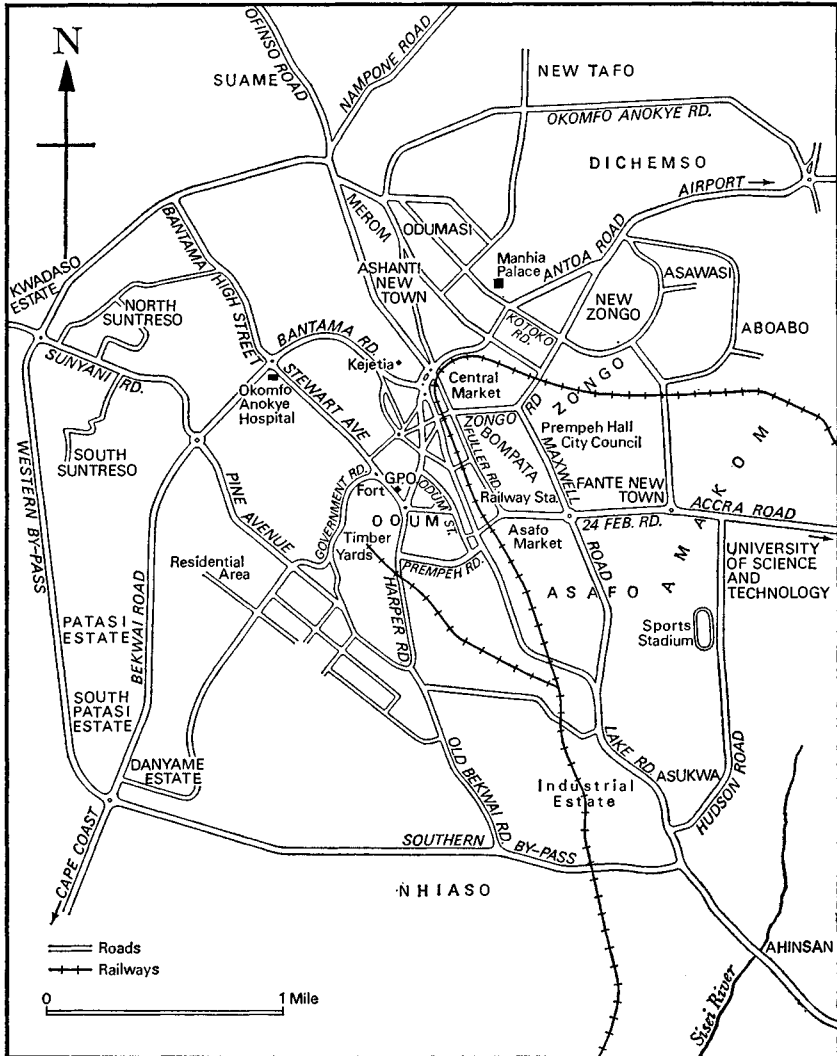 N
OFINSO ROAD
NAMPONE ROAD
SUAME
NEW TAFO
OKOMFO ANOKYE RD.
DICHEMSO
AIRPORT →
BANTAMA
HIGH STREET
MEROM
ODUMASI
ASHANTI
NEW
TOWN
Manhia
Palace
ANTOA ROAD
ASAWASI
NEW
ZONGO
ABOABO
KWADASO
ESTATE
NORTH
SUNTRESO
SUNYANI RD.
BANTAMA RD.
Kejetia
KOTOKO
RD.
ZONGO
Okomfo
Anokye
Hospital
STEWART AVE
Central
Market
ZONGO
RD
BOMPATA
FULLER RD.
MAXWELL
ROAD
Prempeh Hall
City Council
SOUTH
SUNTRESO
WESTERN BY-PASS
PINE AVENUE
GOVERNMENT RD.
GPO
Fort
ODUM ST.
OOUM
Railway Sta.
FANTE NEW
TOWN
ACCRA ROAD
24 FEB. RD.
Timber
Yards
Asafo
Market
PREMPEH RD.
UNIVERSITY
OF SCIENCE
AND
TECHNOLOGY
Residential
Area
ASAFO
AMAKOM
HARPER RD
Sports
Stadium
PATASI
ESTATE
BEKWAI ROAD
SOUTH
PATASI
ESTATE
DANYAME
ESTATE
OLD BEKWAI RD
LAKE RD.
ASUKWA
HUDSON ROAD
Industrial
Estate
CAPE COAST
SOUTHERN
BY-PASS
NHIASO
AHINSAN
Sisei River
Roads
Railways
0
1 Mile